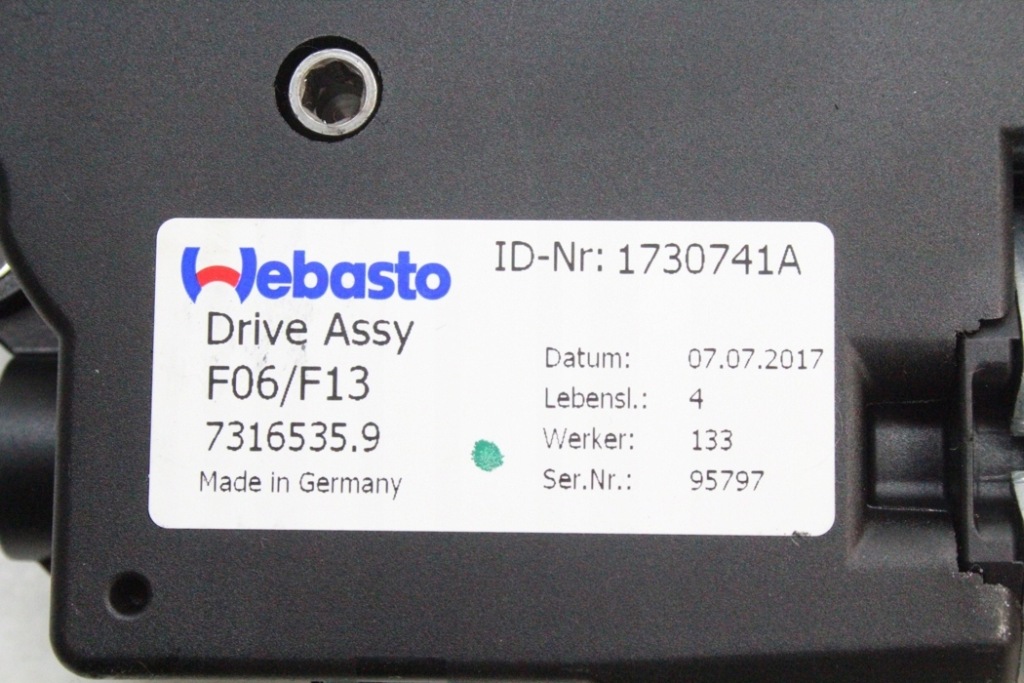 Webasto
Drive Assy
F06/F13
7316535.9
Made in Germany
ID-Nr: 1730741A
Datum: 07.07.2017
Lebensl.: 4
Werker: 133
Ser.Nr.: 95797